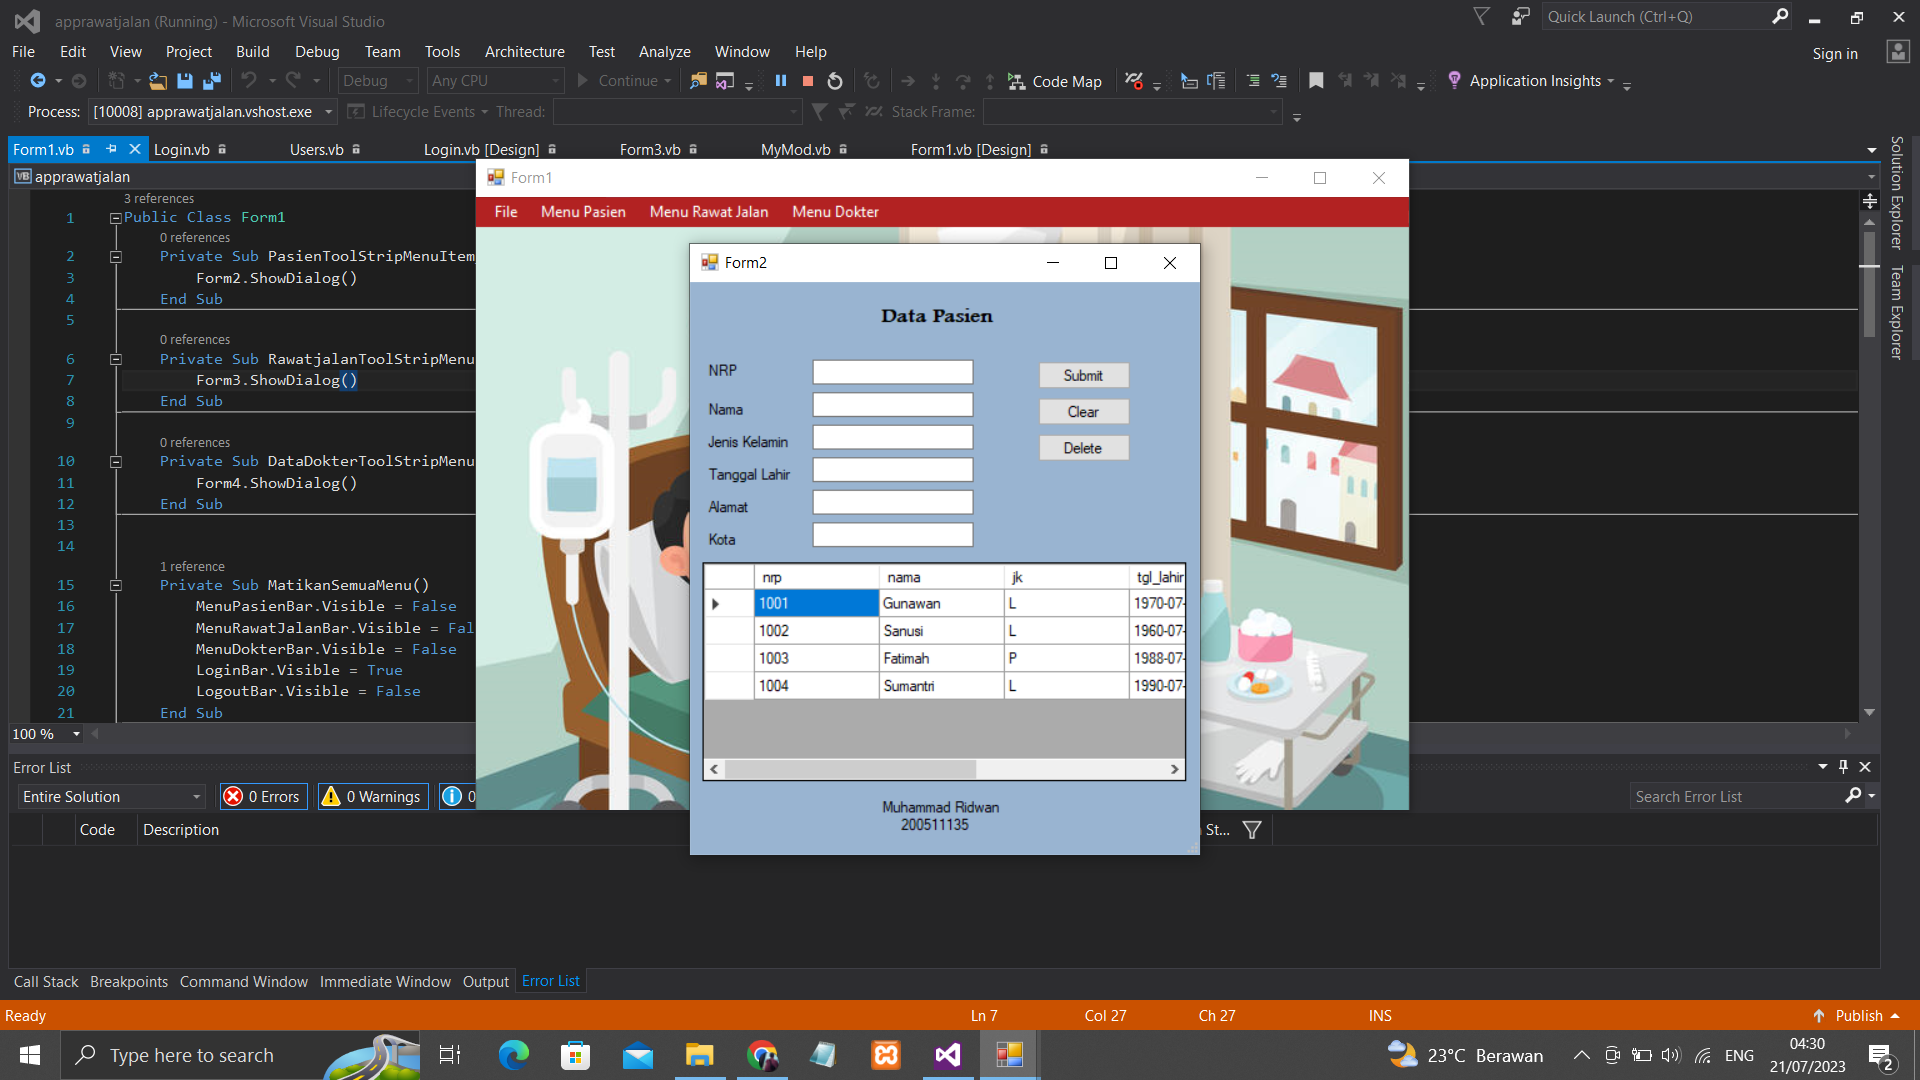 apprawatjalan (Running) - Microsoft Visual Studio
Quick Launch (Ctrl+Q)
File Edit View Project Build Debug Team Tools Architecture Test Analyze Window Help
Sign in
Debug Any CPU Continue Code Map Application Insights
Process: [10008] apprawatjalan.vshost.exe Lifecycle Events Thread: Stack Frame:
Form1.vb Login.vb Users.vb Login.vb [Design] Form3.vb MyMod.vb Form1.vb [Design]
VB apprawatjalan
3 references
1 Public Class Form1
0 references
2 Private Sub PasienToolStripMenuItem
3 Form2.ShowDialog()
4 End Sub
5
0 references
6 Private Sub RawatjalanToolStripMenu
7 Form3.ShowDialog()
8 End Sub
9
0 references
10 Private Sub DataDokterToolStripMenu
11 Form4.ShowDialog()
12 End Sub
13
14
1 reference
15 Private Sub MatikanSemuaMenu()
16 MenuPasienBar.Visible = False
17 MenuRawatJalanBar.Visible = Fal
18 MenuDokterBar.Visible = False
19 LoginBar.Visible = True
20 LogoutBar.Visible = False
21 End Sub
100 %
Form1
File Menu Pasien Menu Rawat Jalan Menu Dokter
Form2
Data Pasien
NRP
Nama
Jenis Kelamin
Tanggal Lahir
Alamat
Kota
Submit
Clear
Delete
nrp nama jk tgl_lahir
1001 Gunawan L 1970-07-
1002 Sanusi L 1960-07-
1003 Fatimah P 1988-07-
1004 Sumantri L 1990-07-
Muhammad Ridwan
200511135
Solution Explorer
Team Explorer
Error List
Entire Solution 0 Errors 0 Warnings 0
Search Error List
Code Description St...
Call Stack Breakpoints Command Window Immediate Window Output Error List
Ready Ln 7 Col 27 Ch 27 INS Publish
Type here to search
23°C Berawan
ENG
04:30
21/07/2023
2